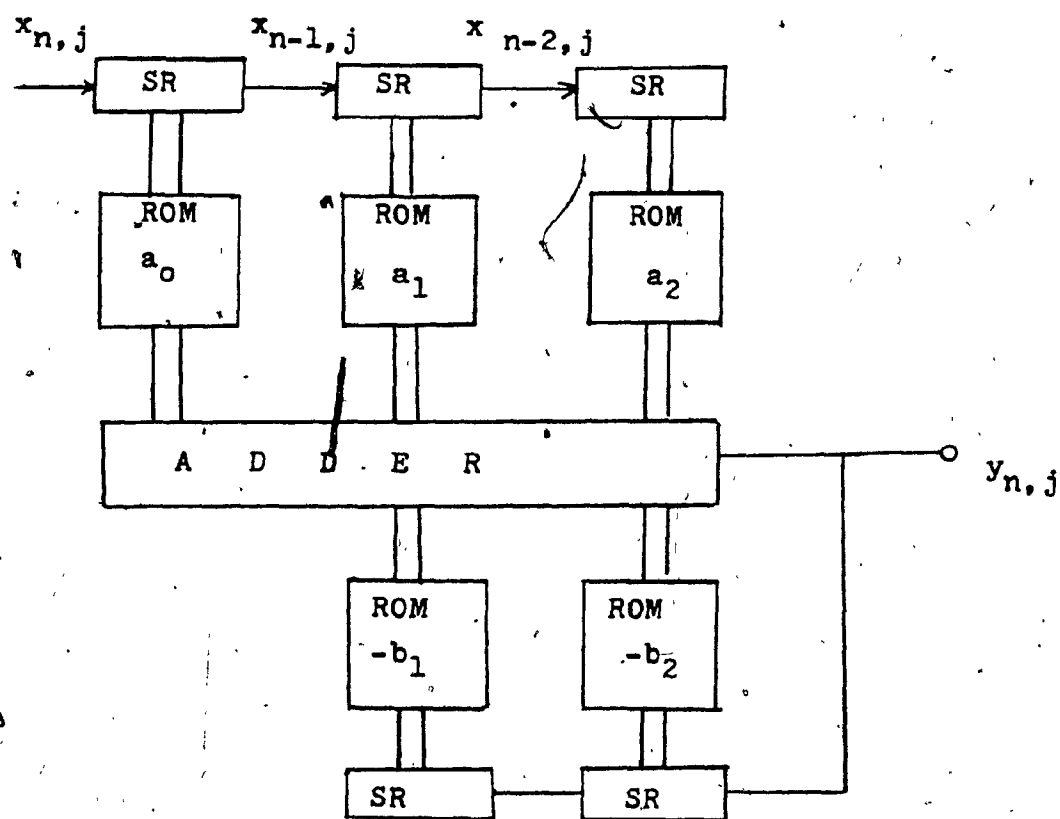 x_{n,j} x_{n-1,j} x_{n-2,j}
SR SR SR
ROM ROM ROM
a_0 a_1 a_2
A D D E R
y_{n,j}
ROM ROM
-b_1 -b_2
SR SR